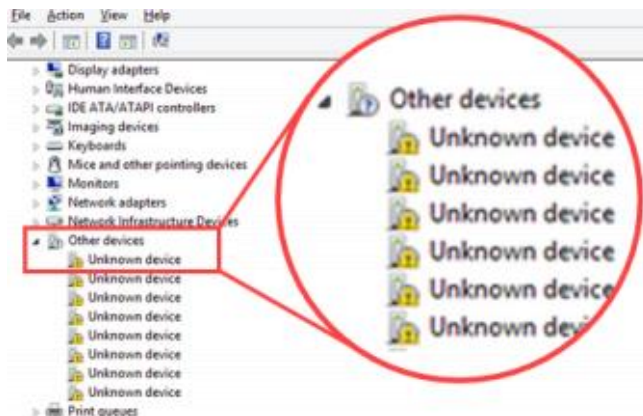 File Action View Help
Display adapters
Human Interface Devices
IDE ATA/ATAPI controllers
Imaging devices
Keyboards
Mice and other pointing devices
Monitors
Network adapters
Network Infrastructure Devices
Other devices
Unknown device
Unknown device
Unknown device
Unknown device
Unknown device
Unknown device
Unknown device
Unknown device
Print queues
Other devices
Unknown device
Unknown device
Unknown device
Unknown device
Unknown device
Unknown devi